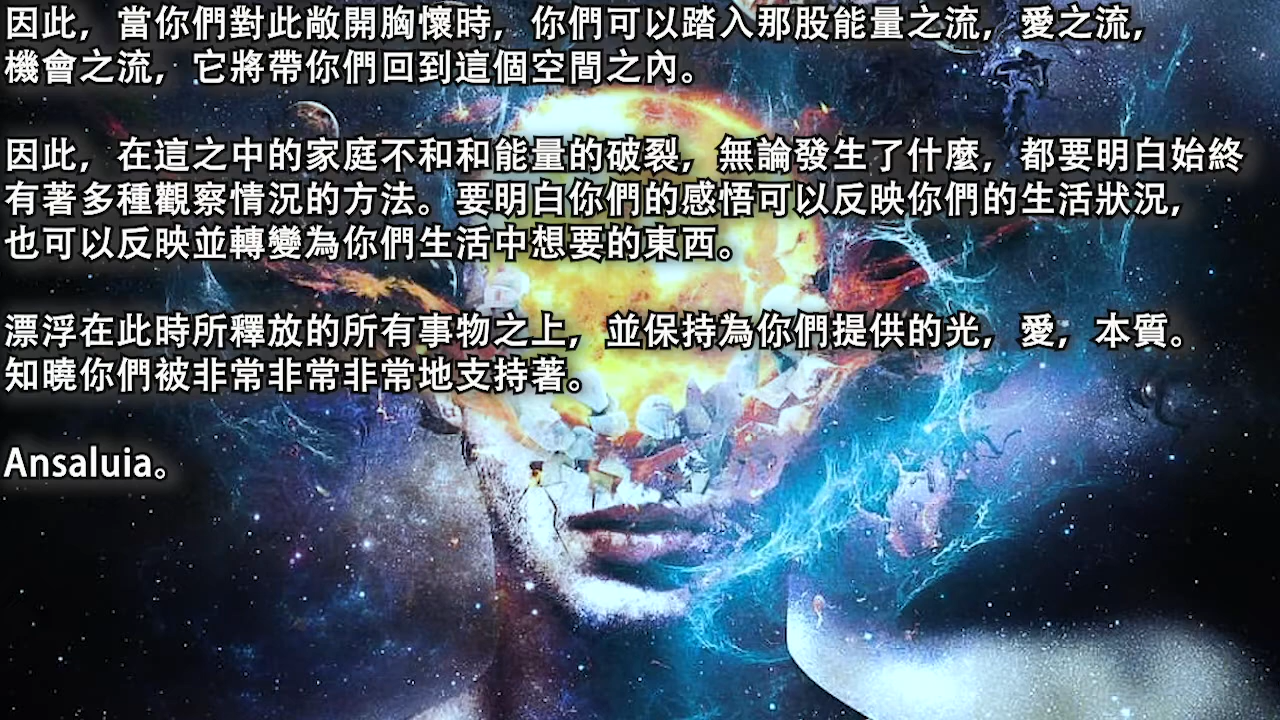 因此，當你們對此敞開胸懷時，你們可以踏入那股能量之流，愛之流，
機會之流，它將帶你們回到這個空間之內。
因此，在這之中的家庭不和和能量的破裂，無論發生了什麼，都要明白始終
有著多種觀察情況的方法。要明白你們的感悟可以反映你們的生活狀況，
也可以反映並轉變為你們生活中想要的東西。
漂浮在此時所釋放的所有事物之上，並保持為你們提供的光，愛，本質。
知曉你們被非常非常非常地支持著。
Ansaluia。